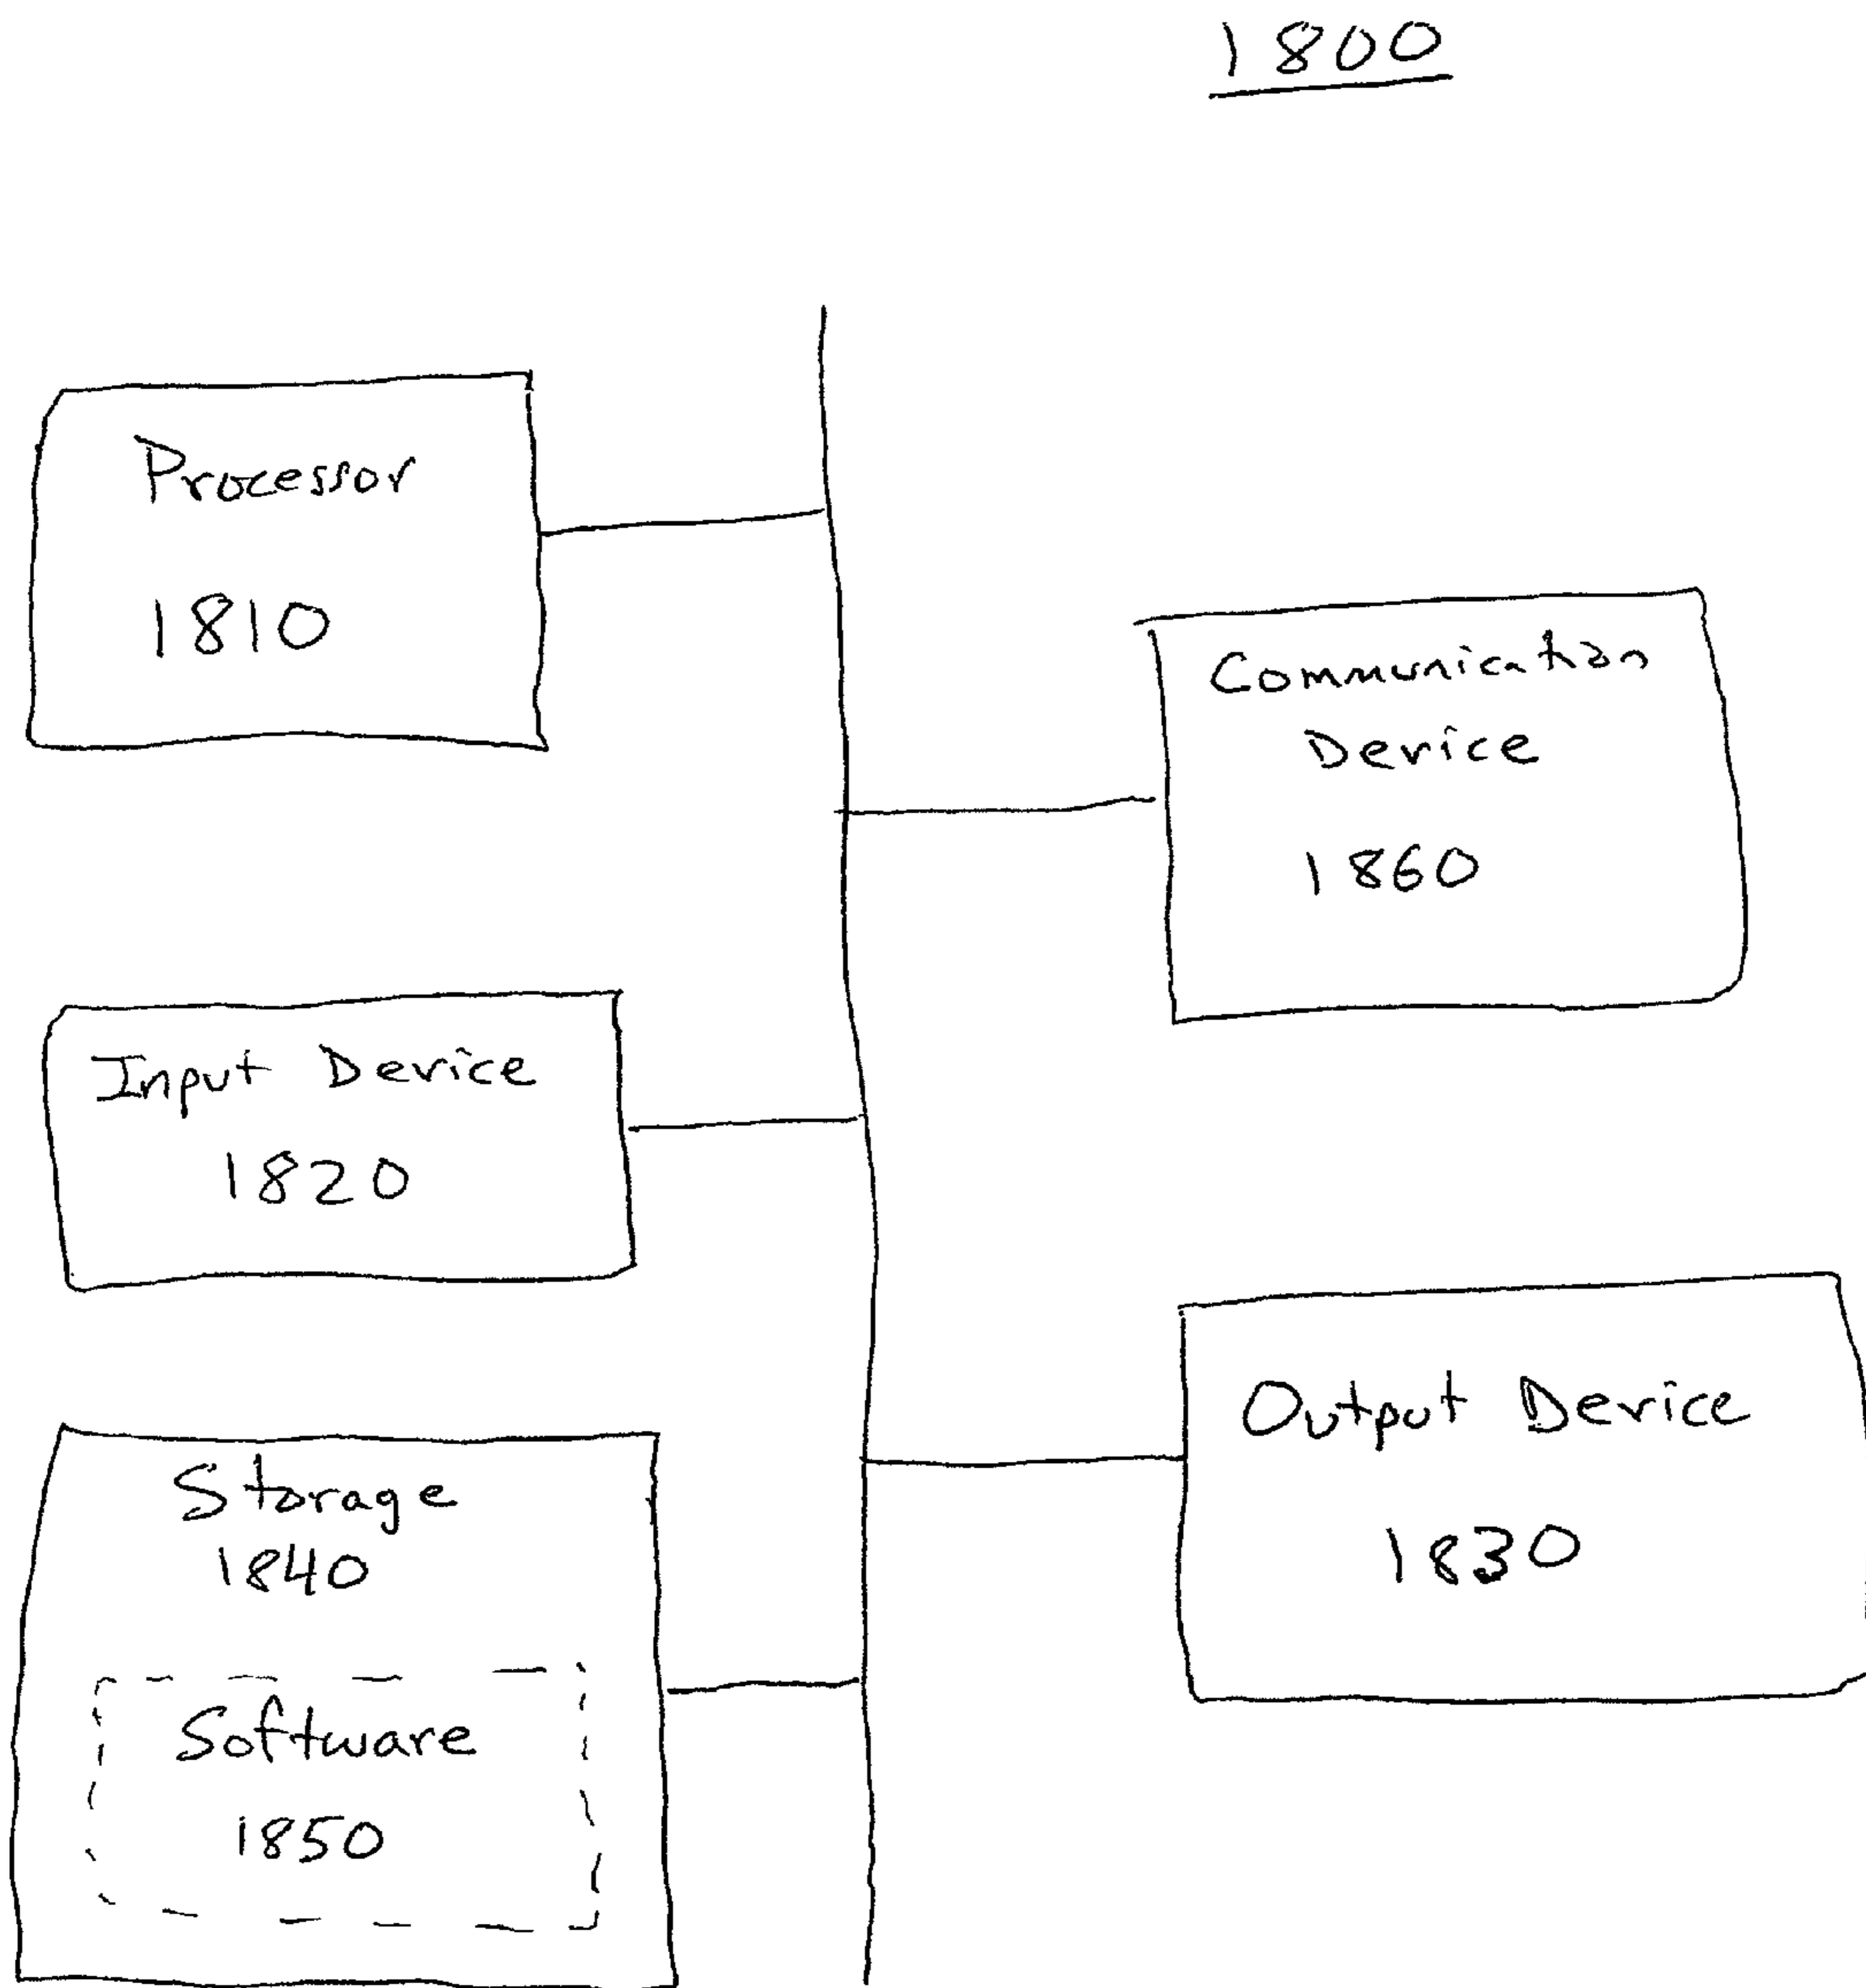 1800
Processor
1810
Communication
Device
1860
Input Device
1820
Output Device
1830
Storage
1840
Software
1850